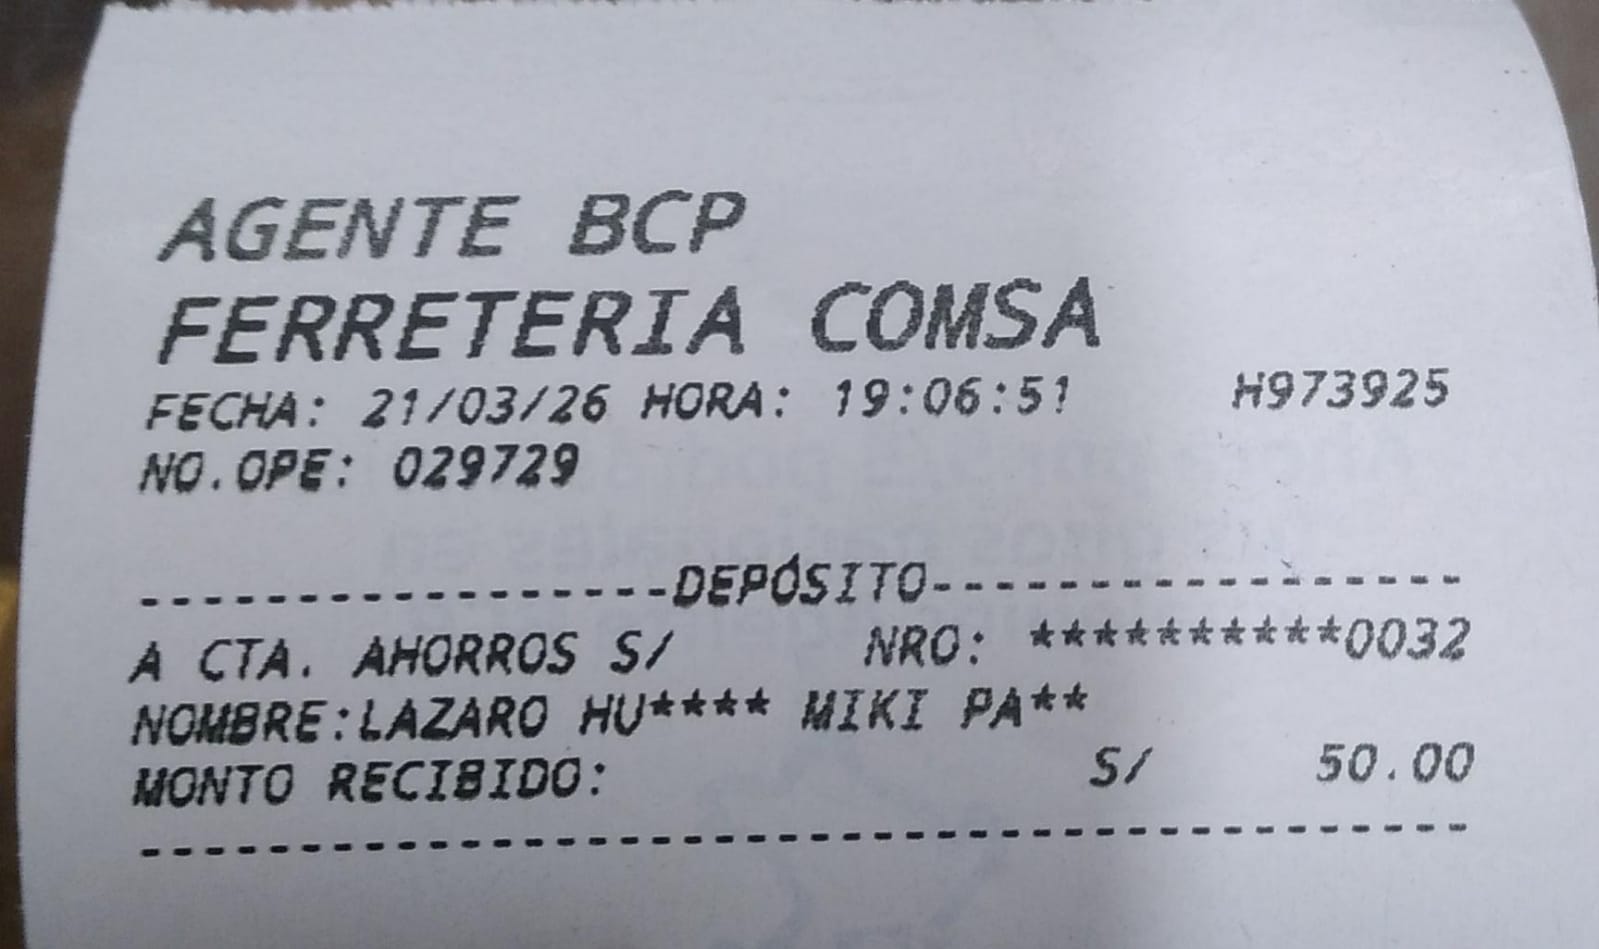 AGENTE BCP
FERRETERIA COMSA
FECHA: 21/03/26 HORA: 19:06:51 H973925
NO.OPE: 029729
-----------------DEPÓSITO-----------------
A CTA. AHORROS S/ NRO: **********0032
NOMBRE:LAZARO HU**** MIKI PA**
MONTO RECIBIDO: S/ 50.00
------------------------------------------